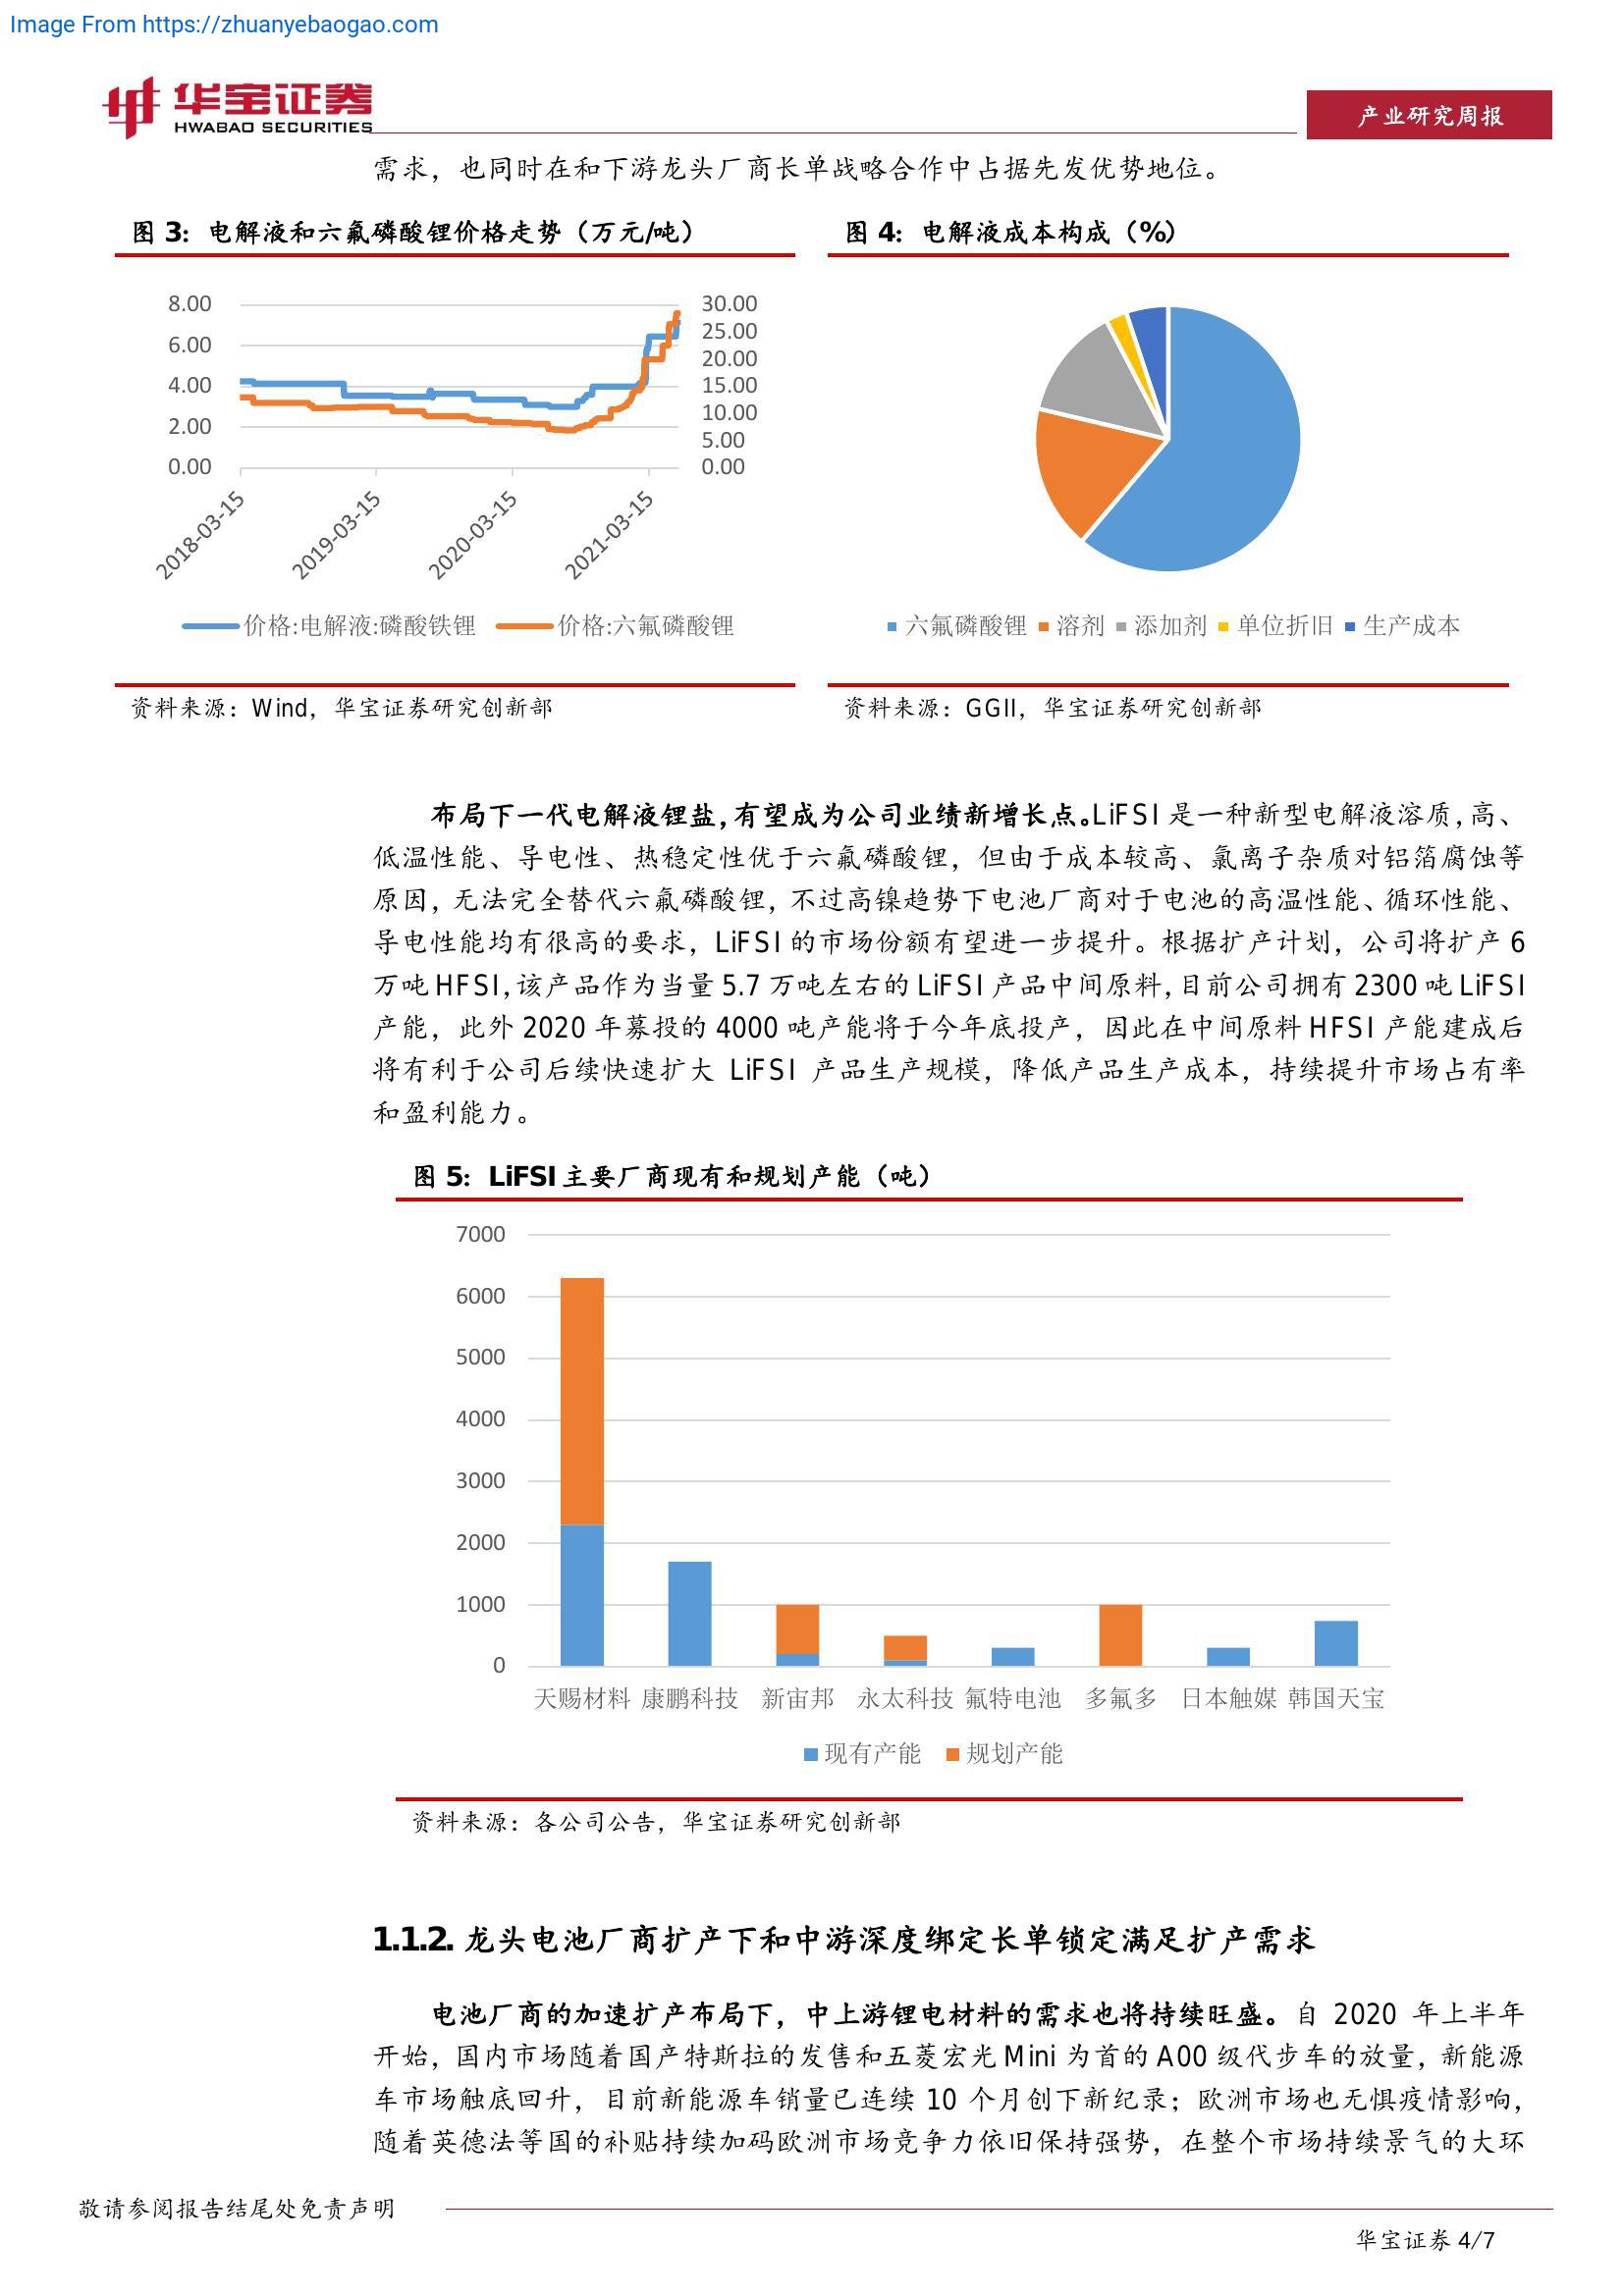 Image From https://zhuanyebaogao.com
华宝证券
HWABAO SECURITIES
产业研究周报
需求，也同时在和下游龙头厂商长单战略合作中占据先发优势地位。
图 3：电解液和六氟磷酸锂价格走势（万元/吨）
8.00
6.00
4.00
2.00
0.00
30.00
25.00
20.00
15.00
10.00
5.00
0.00
2018-03-15
2019-03-15
2020-03-15
2021-03-15
价格:电解液:磷酸铁锂 价格:六氟磷酸锂
资料来源：Wind，华宝证券研究创新部
图 4：电解液成本构成（%）
六氟磷酸锂 溶剂 添加剂 单位折旧 生产成本
资料来源：GGII，华宝证券研究创新部
布局下一代电解液锂盐，有望成为公司业绩新增长点。LiFSI 是一种新型电解液溶质，高、
低温性能、导电性、热稳定性优于六氟磷酸锂，但由于成本较高、氯离子杂质对铝箔腐蚀等
原因，无法完全替代六氟磷酸锂，不过高镍趋势下电池厂商对于电池的高温性能、循环性能、
导电性能均有很高的要求，LiFSI 的市场份额有望进一步提升。根据扩产计划，公司将扩产 6
万吨 HFSI，该产品作为当量 5.7 万吨左右的 LiFSI 产品中间原料，目前公司拥有 2300 吨 LiFSI
产能，此外 2020 年募投的 4000 吨产能将于今年底投产，因此在中间原料 HFSI 产能建成后
将有利于公司后续快速扩大 LiFSI 产品生产规模，降低产品生产成本，持续提升市场占有率
和盈利能力。
图 5：LiFSI 主要厂商现有和规划产能（吨）
7000
6000
5000
4000
3000
2000
1000
0
天赐材料 康鹏科技 新宙邦 永太科技 氟特电池 多氟多 日本触媒 韩国天宝
现有产能 规划产能
资料来源：各公司公告，华宝证券研究创新部
1.1.2. 龙头电池厂商扩产下和中游深度绑定长单锁定满足扩产需求
电池厂商的加速扩产布局下，中上游锂电材料的需求也将持续旺盛。自 2020 年上半年
开始，国内市场随着国产特斯拉的发售和五菱宏光 Mini 为首的 A00 级代步车的放量，新能源
车市场触底回升，目前新能源车销量已连续 10 个月创下新纪录；欧洲市场也无惧疫情影响，
随着英德法等国的补贴持续加码欧洲市场竞争力依旧保持强势，在整个市场持续景气的大环
敬请参阅报告结尾处免责声明
华宝证券 4/7